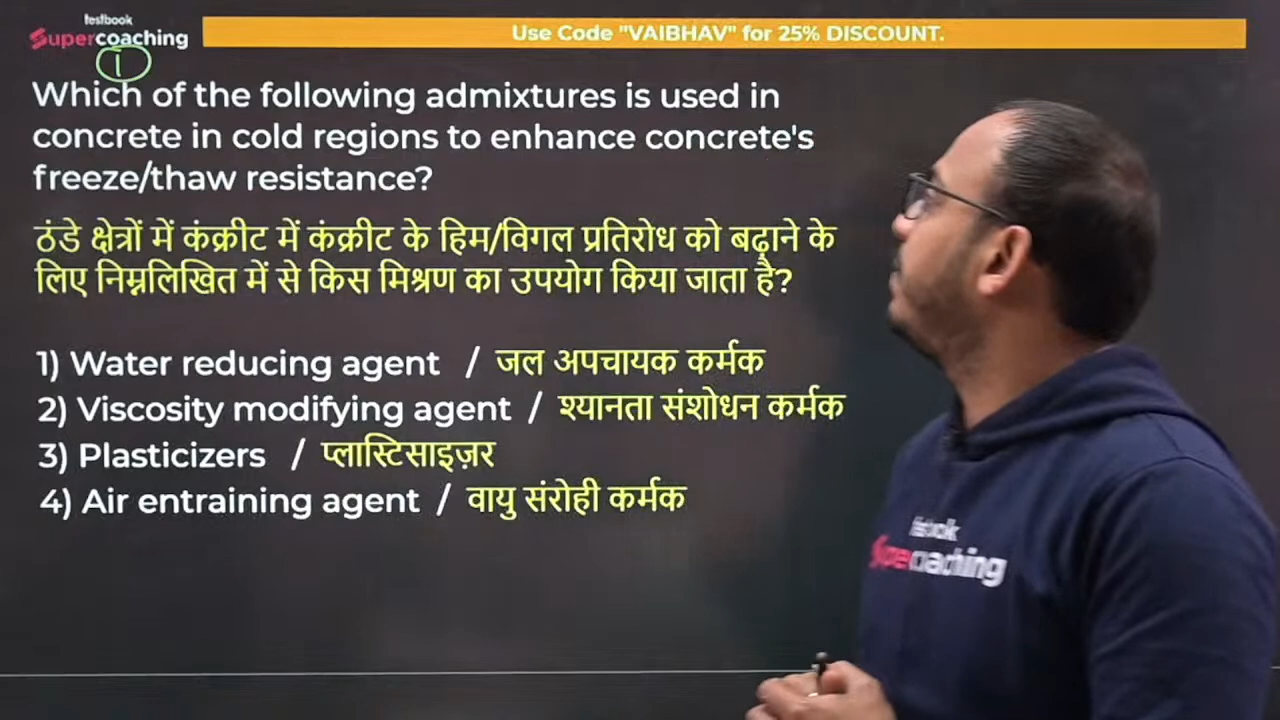 testbook
Supercoaching
Use Code "VAIBHAV" for 25% DISCOUNT.
1
Which of the following admixtures is used in
concrete in cold regions to enhance concrete's
freeze/thaw resistance?
ठंडे क्षेत्रों में कंक्रीट में कंक्रीट के हिम/विगल प्रतिरोध को बढ़ाने के
लिए निम्नलिखित में से किस मिश्रण का उपयोग किया जाता है?
1) Water reducing agent / जल अपचायक कर्मक
2) Viscosity modifying agent / श्यानता संशोधन कर्मक
3) Plasticizers / प्लास्टिसाइज़र
4) Air entraining agent / वायु संरोही कर्मक
testbook
Supercoaching